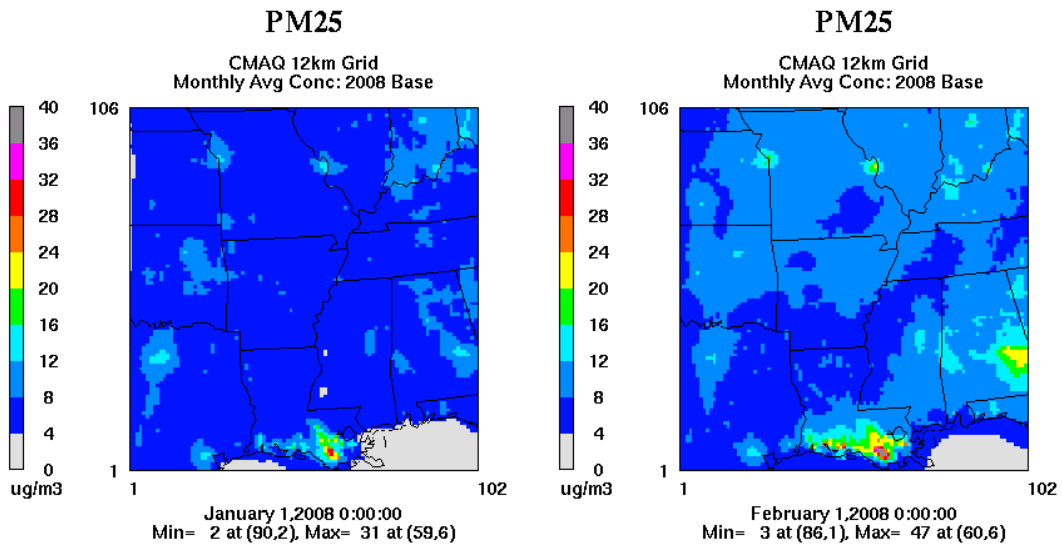 PM25
CMAQ 12km Grid
Monthly Avg Conc: 2008 Base
40
36
32
28
24
20
16
12
8
4
0
ug/m3
106
1
1
102
January 1,2008 0:00:00
Min= 2 at (90,2), Max= 31 at (59,6)
PM25
CMAQ 12km Grid
Monthly Avg Conc: 2008 Base
40
36
32
28
24
20
16
12
8
4
0
ug/m3
106
1
1
102
February 1,2008 0:00:00
Min= 3 at (86,1), Max= 47 at (60,6)